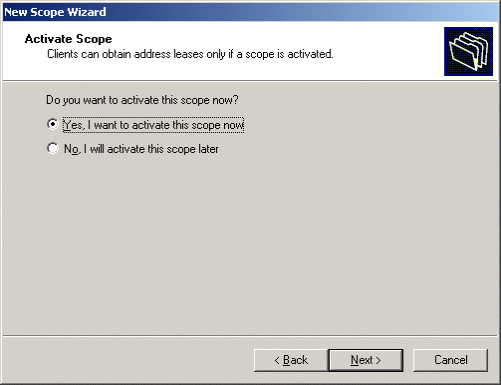 New Scope Wizard
Activate Scope
Clients can obtain address leases only if a scope is activated.
Do you want to activate this scope now?
Yes, I want to activate this scope now
No, I will activate this scope later
< Back
Next >
Cancel